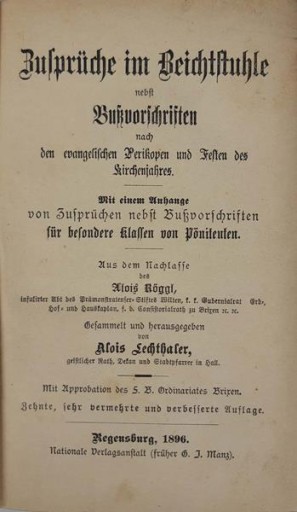 Zusprüche im Beichtstuhle
nebst
Bußvorschriften
nach
den evangelischen Perikopen und Festen des
Kirchenjahres.
Mit einem Anhange
von Zusprüchen nebst Bußvorschriften
für besondere Klassen von Pönitenten.
Aus dem Nachlasse
des
Alois Röggl,
infulirter Abt des Prämonstratenser-Stiftes Wilten, k. k. Gubernialrat Erb-
Hof- und Hauskaplan, f. b. Consistorialrath zu Brixen ꝛc. ꝛc.
Gesammelt und herausgegeben
von
Alois Lechthaler,
geistlicher Rath, Dekan und Stadtpfarrer in Hall.
Mit Approbation des F. B. Ordinariates Brixen.
Zehnte, sehr vermehrte und verbesserte Auflage.
Regensburg, 1896.
Nationale Verlagsanstalt (früher G. J. Manz).